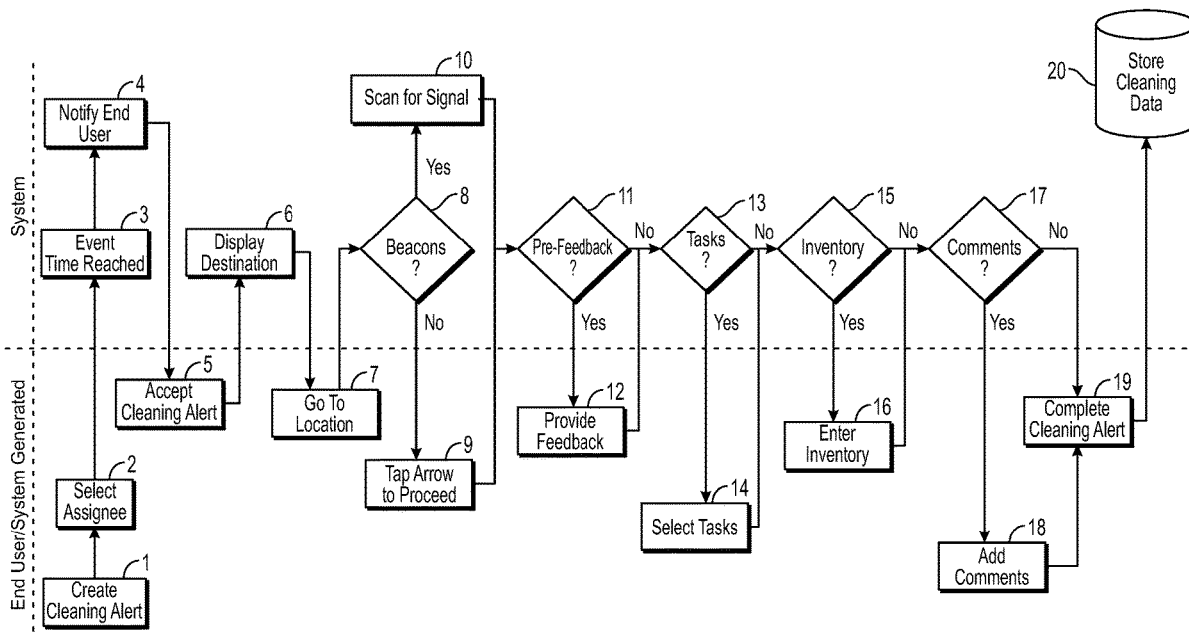 System
End User/System Generated
1
Create
Cleaning Alert
2
Select
Assignee
3
Event
Time Reached
4
Notify End
User
5
Accept
Cleaning Alert
6
Display
Destination
7
Go To
Location
8
Beacons
?
Yes
No
9
Tap Arrow
to Proceed
10
Scan for Signal
11
Pre-Feedback
?
No
Yes
12
Provide
Feedback
13
Tasks
?
No
Yes
14
Select Tasks
15
Inventory
?
No
Yes
16
Enter
Inventory
17
Comments
?
No
Yes
18
Add
Comments
19
Complete
Cleaning Alert
20
Store
Cleaning
Data